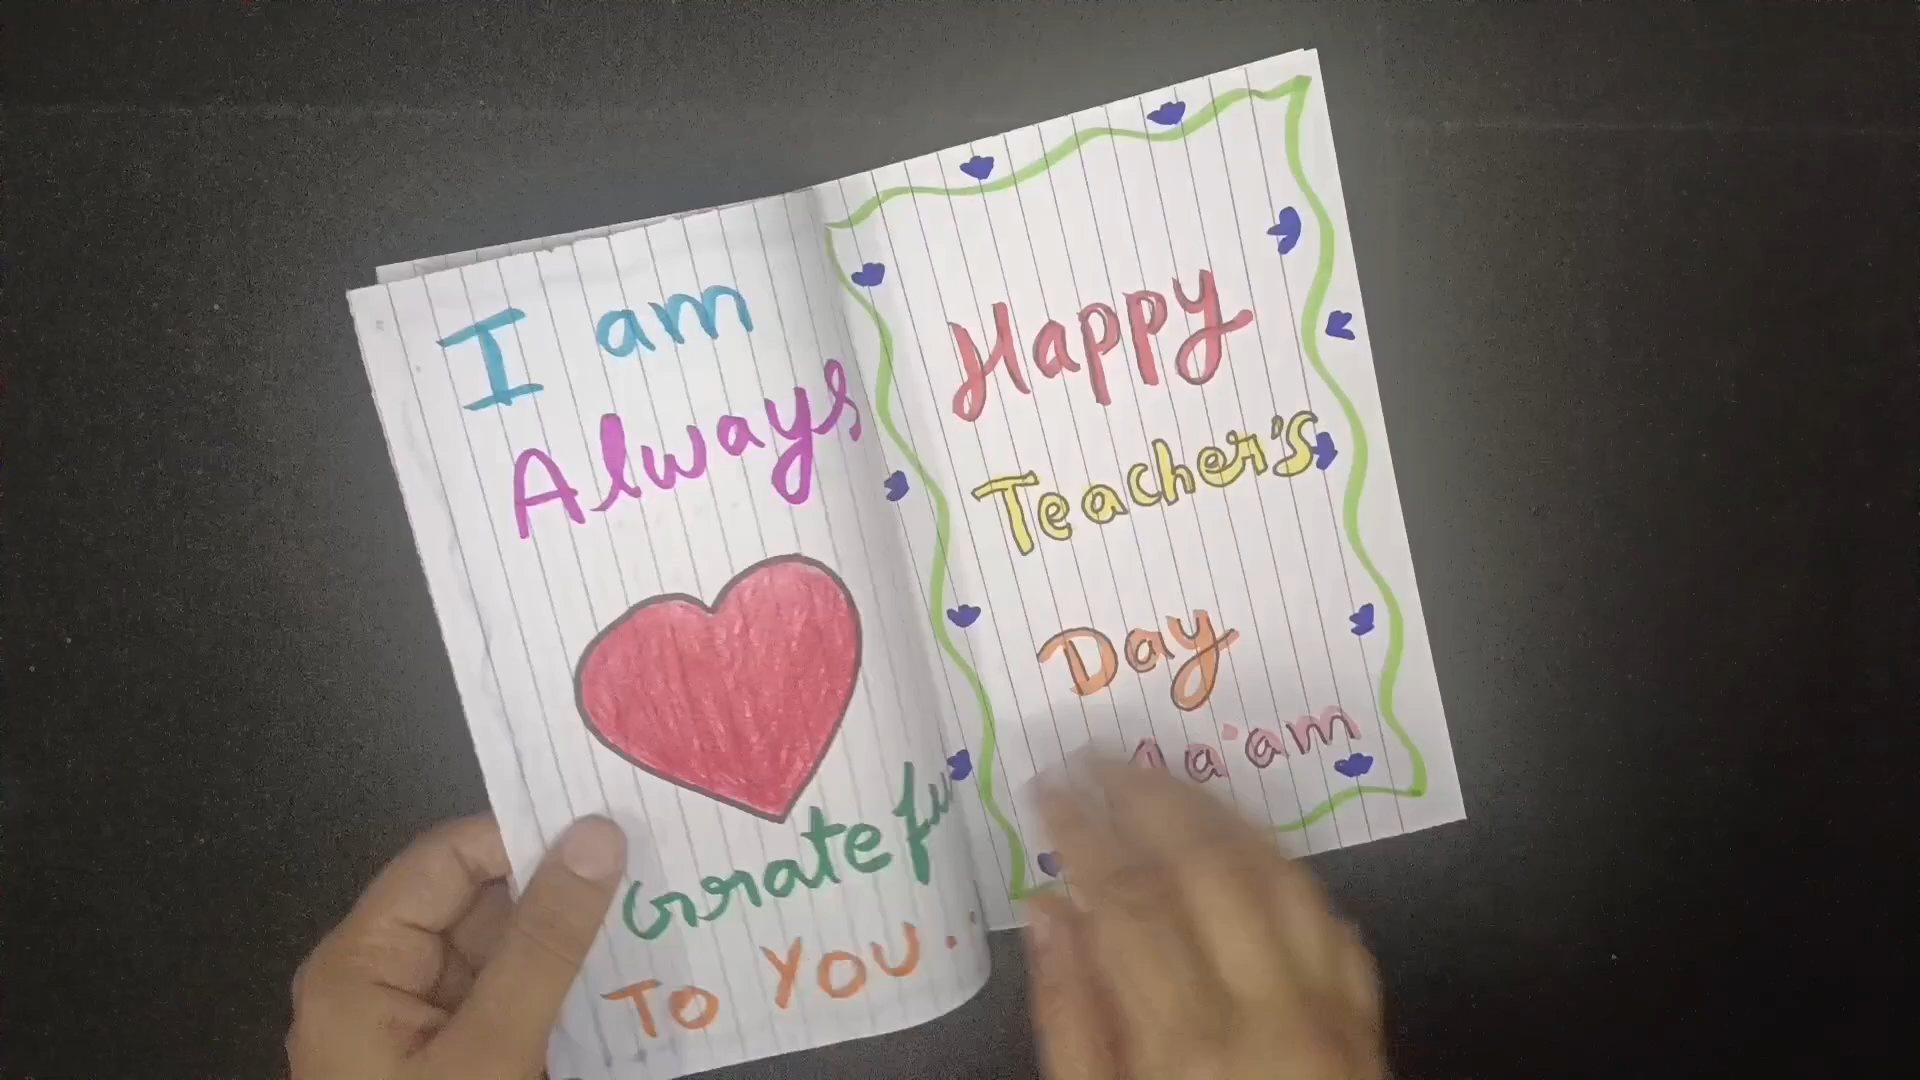 I am
Always
Grateful
TO YOU.
Happy
Teacher's
Day